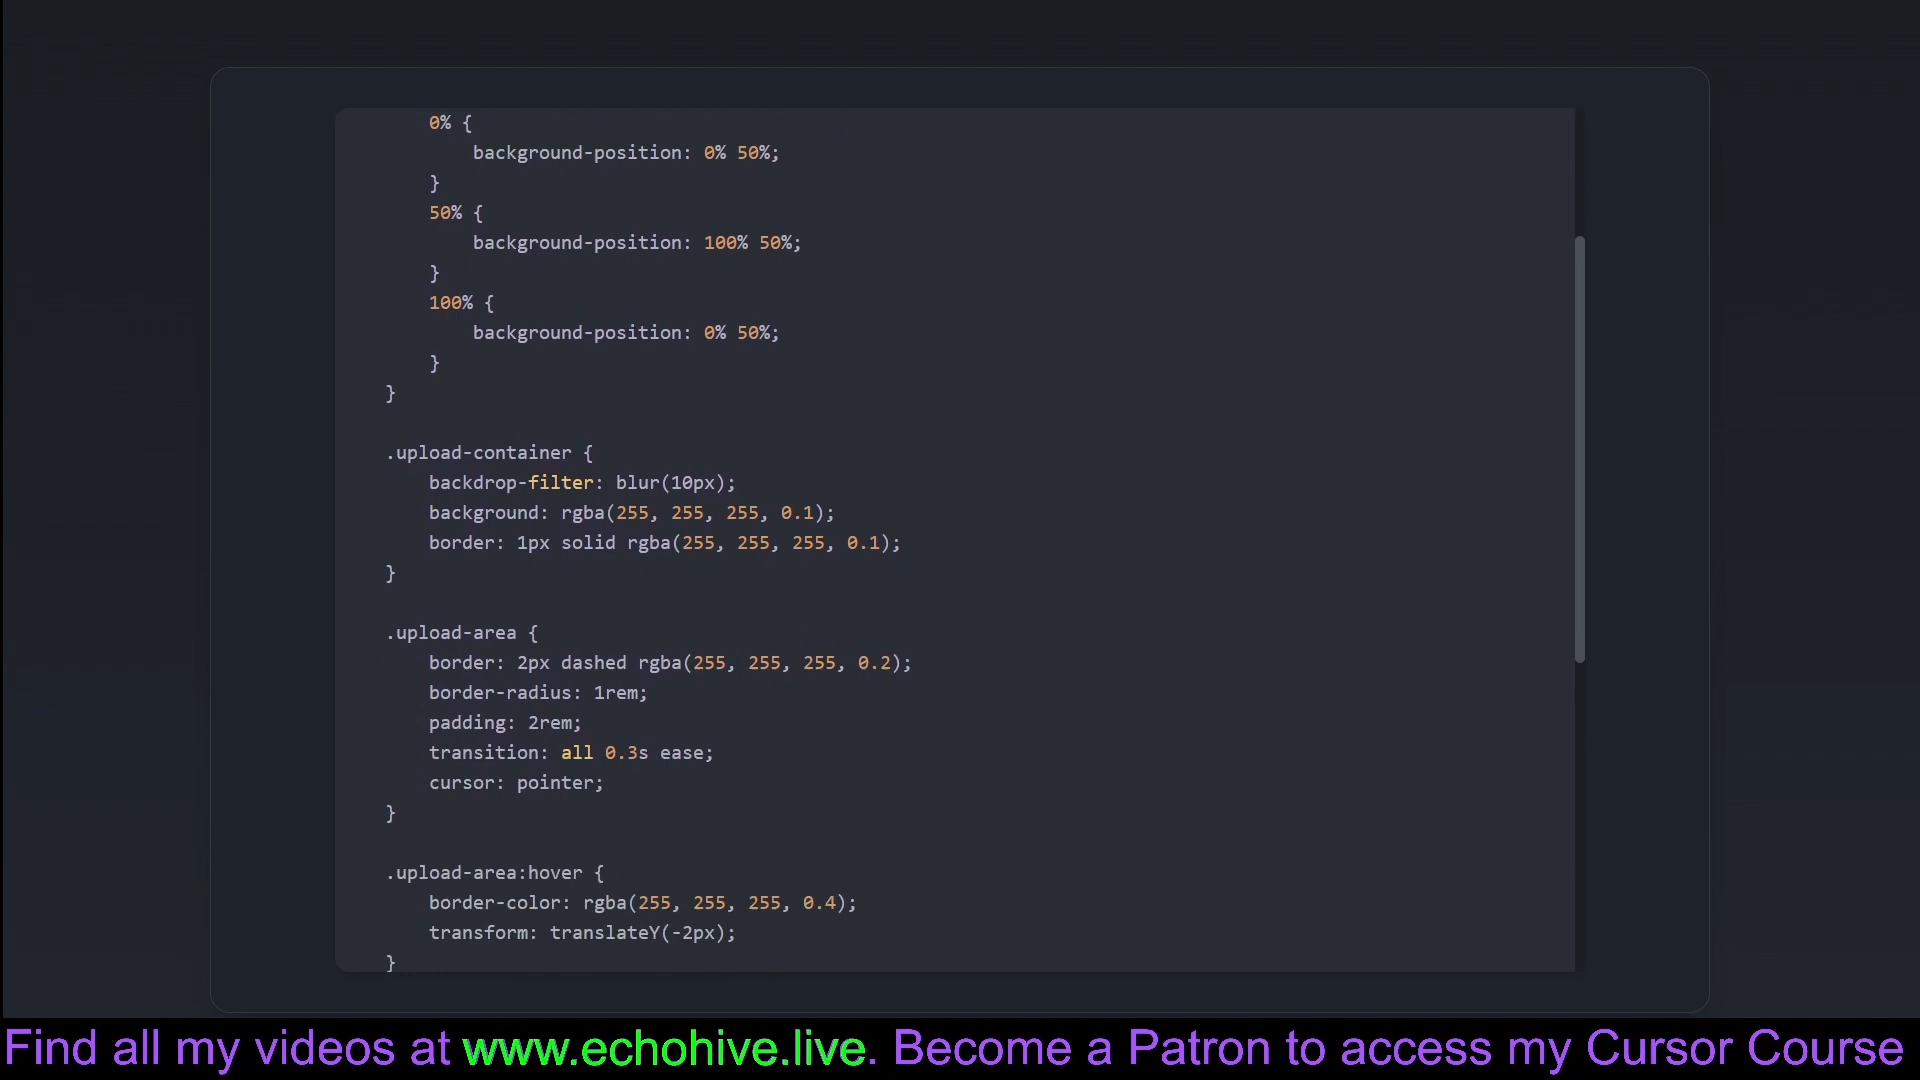 0% {
background-position: 0% 50%;
}
50% {
background-position: 100% 50%;
}
100% {
background-position: 0% 50%;
}
}
.upload-container {
backdrop-filter: blur(10px);
background: rgba(255, 255, 255, 0.1);
border: 1px solid rgba(255, 255, 255, 0.1);
}
.upload-area {
border: 2px dashed rgba(255, 255, 255, 0.2);
border-radius: 1rem;
padding: 2rem;
transition: all 0.3s ease;
cursor: pointer;
}
.upload-area:hover {
border-color: rgba(255, 255, 255, 0.4);
transform: translateY(-2px);
}
Find all my videos at www.echohive.live. Become a Patron to access my Cursor Course